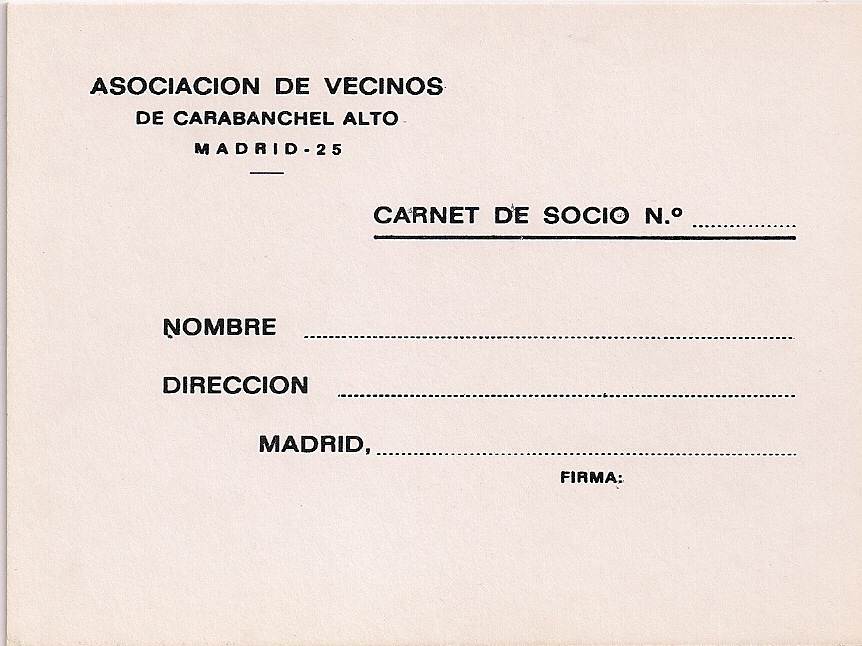 ASOCIACION DE VECINOS
DE CARABANCHEL ALTO
MADRID-25
CARNET DE SOCIO N.º
NOMBRE
DIRECCION
MADRID,
FIRMA: